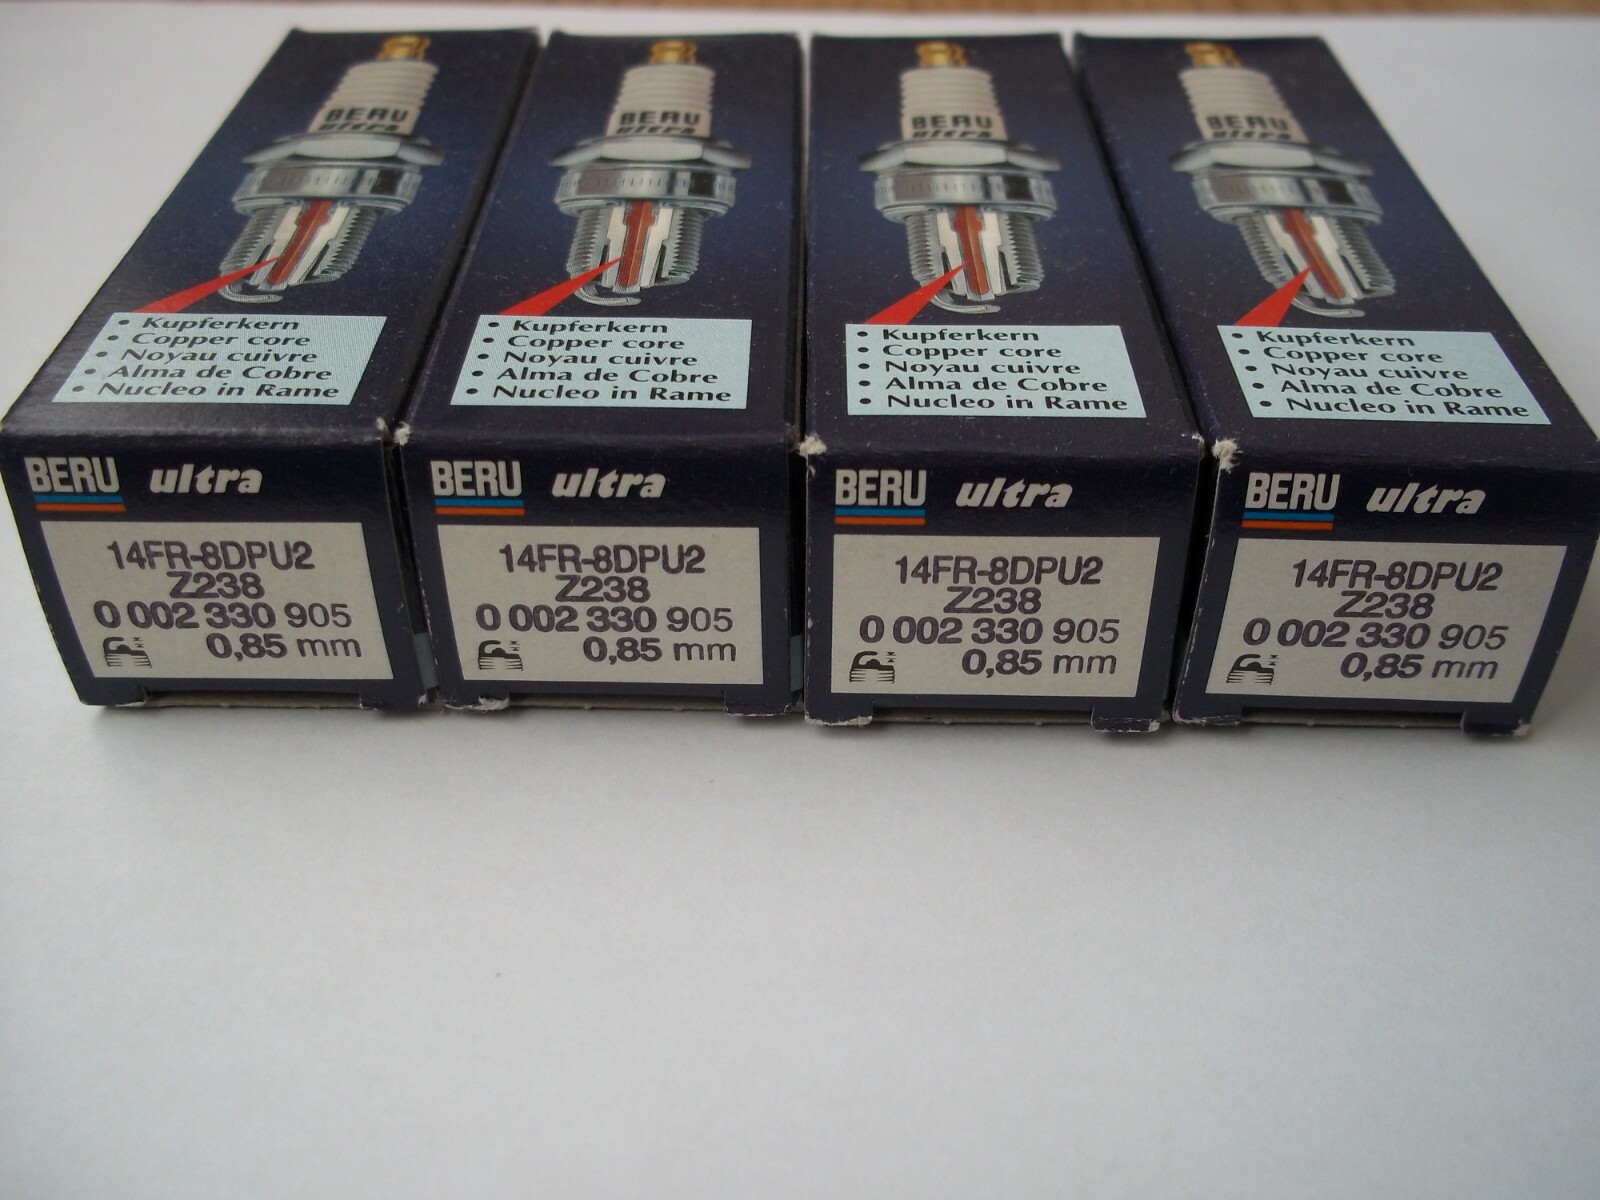 BERU
ultra
• Kupferkern
• Copper core
• Noyau cuivre
• Alma de Cobre
• Nucleo in Rame
BERU ultra
14FR-8DPU2
Z238
0 002 330 905
0,85 mm
BERU
ultra
• Kupferkern
• Copper core
• Noyau cuivre
• Alma de Cobre
• Nucleo in Rame
BERU ultra
14FR-8DPU2
Z238
0 002 330 905
0,85 mm
BERU
ultra
• Kupferkern
• Copper core
• Noyau cuivre
• Alma de Cobre
• Nucleo in Rame
BERU ultra
14FR-8DPU2
Z238
0 002 330 905
0,85 mm
BERU
ultra
• Kupferkern
• Copper core
• Noyau cuivre
• Alma de Cobre
• Nucleo in Rame
BERU ultra
14FR-8DPU2
Z238
0 002 330 905
0,85 mm